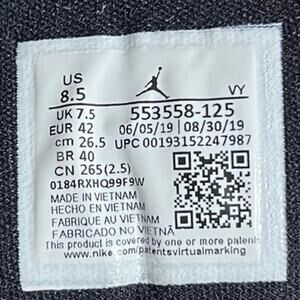 US
8.5
VY
UK 7.5 553558-125
EUR 42 06/05/19 | 08/30/19
cm 26.5 UPC 00193152247987
BR 40
CN 265(2.5)
0184RXHQ99F9W
MADE IN VIETNAM
HECHO EN VIETNAM
FABRIQUE AU VIETNAM
FABRICADO NO VIETNÃ
This product is covered by one or more patents
www.nike.com/patentsvirtualmarking